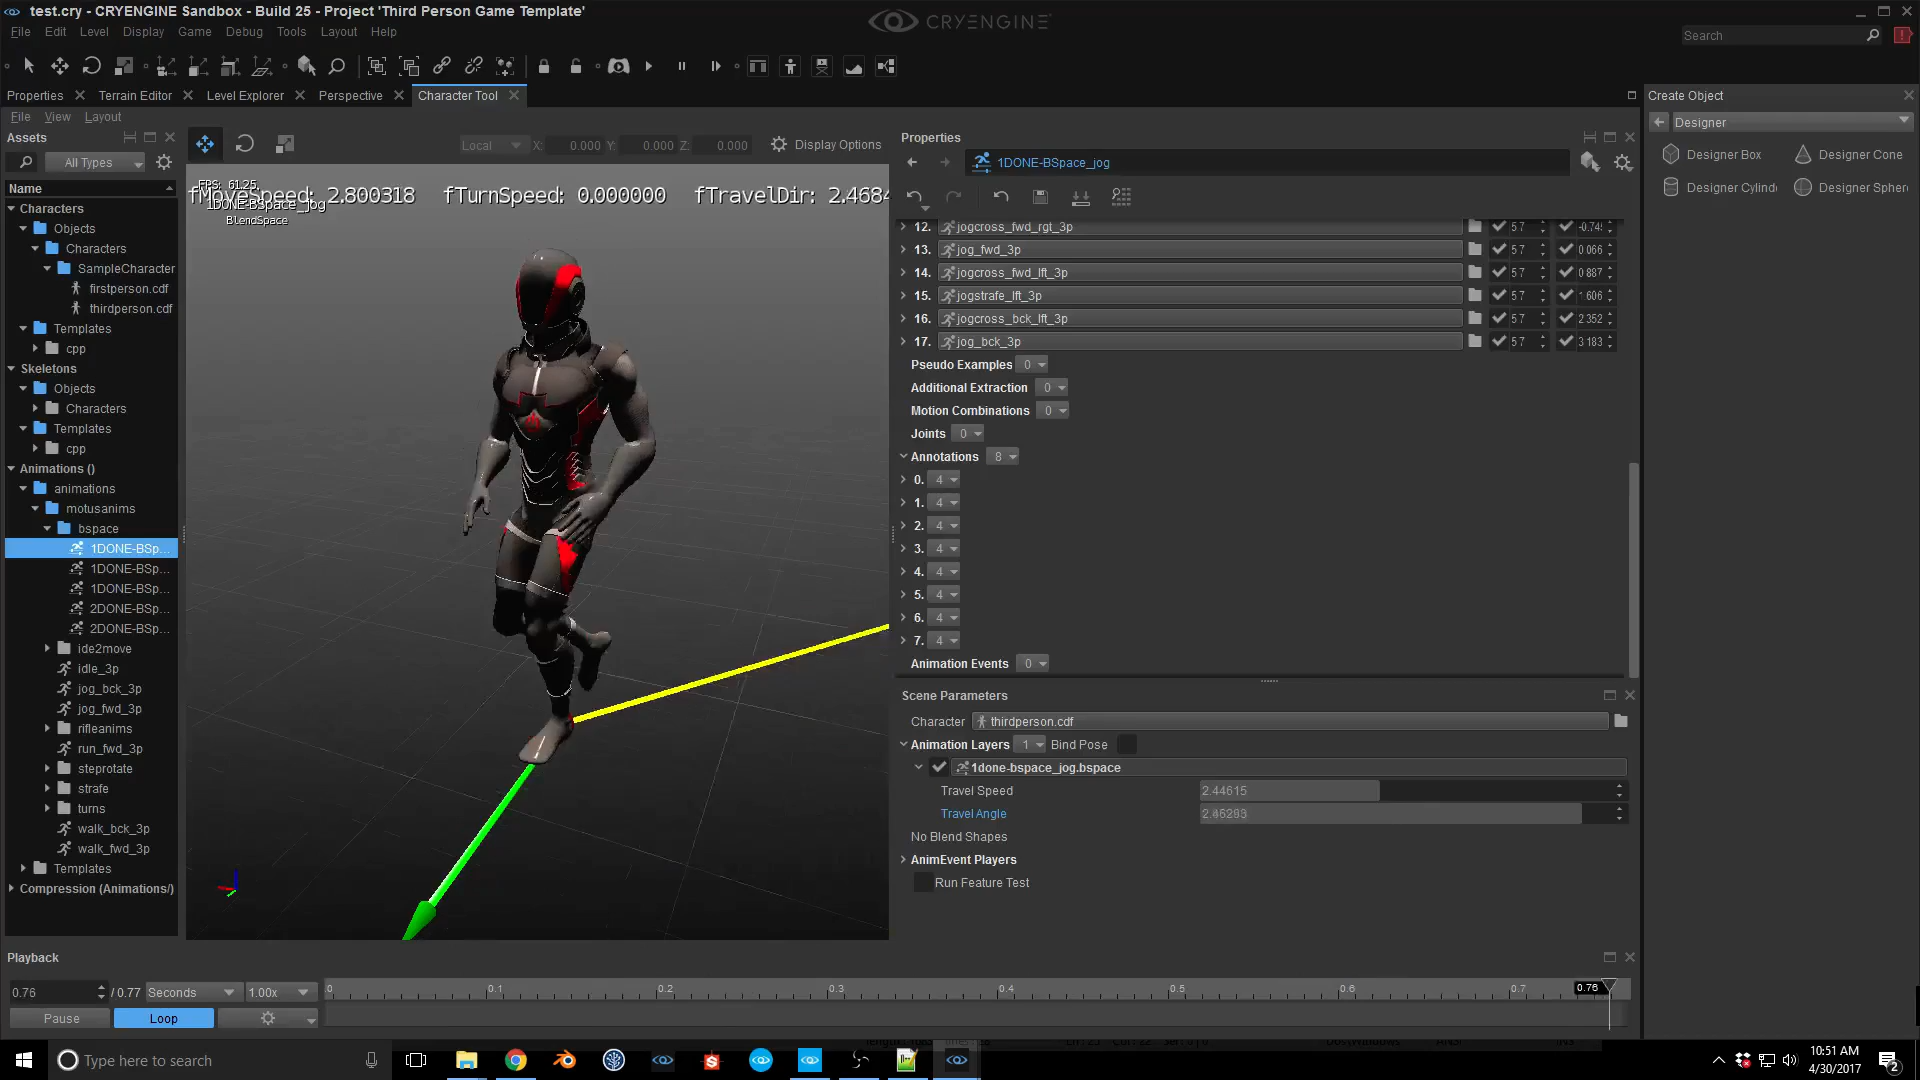 test.cry - CRYENGINE Sandbox - Build 25 - Project 'Third Person Game Template'
CRYENGINE
File Edit Level Display Game Debug Tools Layout Help
Search
Properties Terrain Editor Level Explorer Perspective Character Tool
Create Object
File View Layout
Designer
Assets
Local X: 0.000 Y: 0.000 Z: 0.000 Display Options
Properties
All Types
Designer Box Designer Cone
1DONE-BSpace_jog
Designer Cylind Designer Sphere
Name
FPS: 61.25
fMoveSpeed: 2.800318 fTurnSpeed: 0.000000 fTravelDir: 2.4684
1DONE-BSpace_jog
BlendSpace
Characters
Objects
Characters
SampleCharacter
firstperson.cdf
thirdperson.cdf
Templates
cpp
Skeletons
Objects
Characters
Templates
cpp
Animations ()
animations
motusanims
bspace
1DONE-BSp...
1DONE-BSp...
1DONE-BSp...
2DONE-BSp...
2DONE-BSp...
ide2move
idle_3p
jog_bck_3p
jog_fwd_3p
rifleanims
run_fwd_3p
steprotate
strafe
turns
walk_bck_3p
walk_fwd_3p
Templates
Compression (Animations/)
12. jogcross_fwd_rgt_3p 5.7 -0.74
13. jog_fwd_3p 5.7 0.066
14. jogcross_fwd_lft_3p 5.7 0.887
15. jogstrafe_lft_3p 5.7 1.606
16. jogcross_bck_lft_3p 5.7 2.352
17. jog_bck_3p 5.7 3.183
Pseudo Examples 0
Additional Extraction 0
Motion Combinations 0
Joints 0
Annotations 8
0. 4
1. 4
2. 4
3. 4
4. 4
5. 4
6. 4
7. 4
Animation Events 0
Scene Parameters
Character thirdperson.cdf
Animation Layers 1 Bind Pose
1done-bspace_jog.bspace
Travel Speed 2.44615
Travel Angle 2.46293
No Blend Shapes
AnimEvent Players
Run Feature Test
Playback
0.76 / 0.77 Seconds 1.00x
.0 0.1 0.2 0.3 0.4 0.5 0.6 0.7 0.76
Pause Loop
Type here to search
10:51 AM
4/30/2017
2